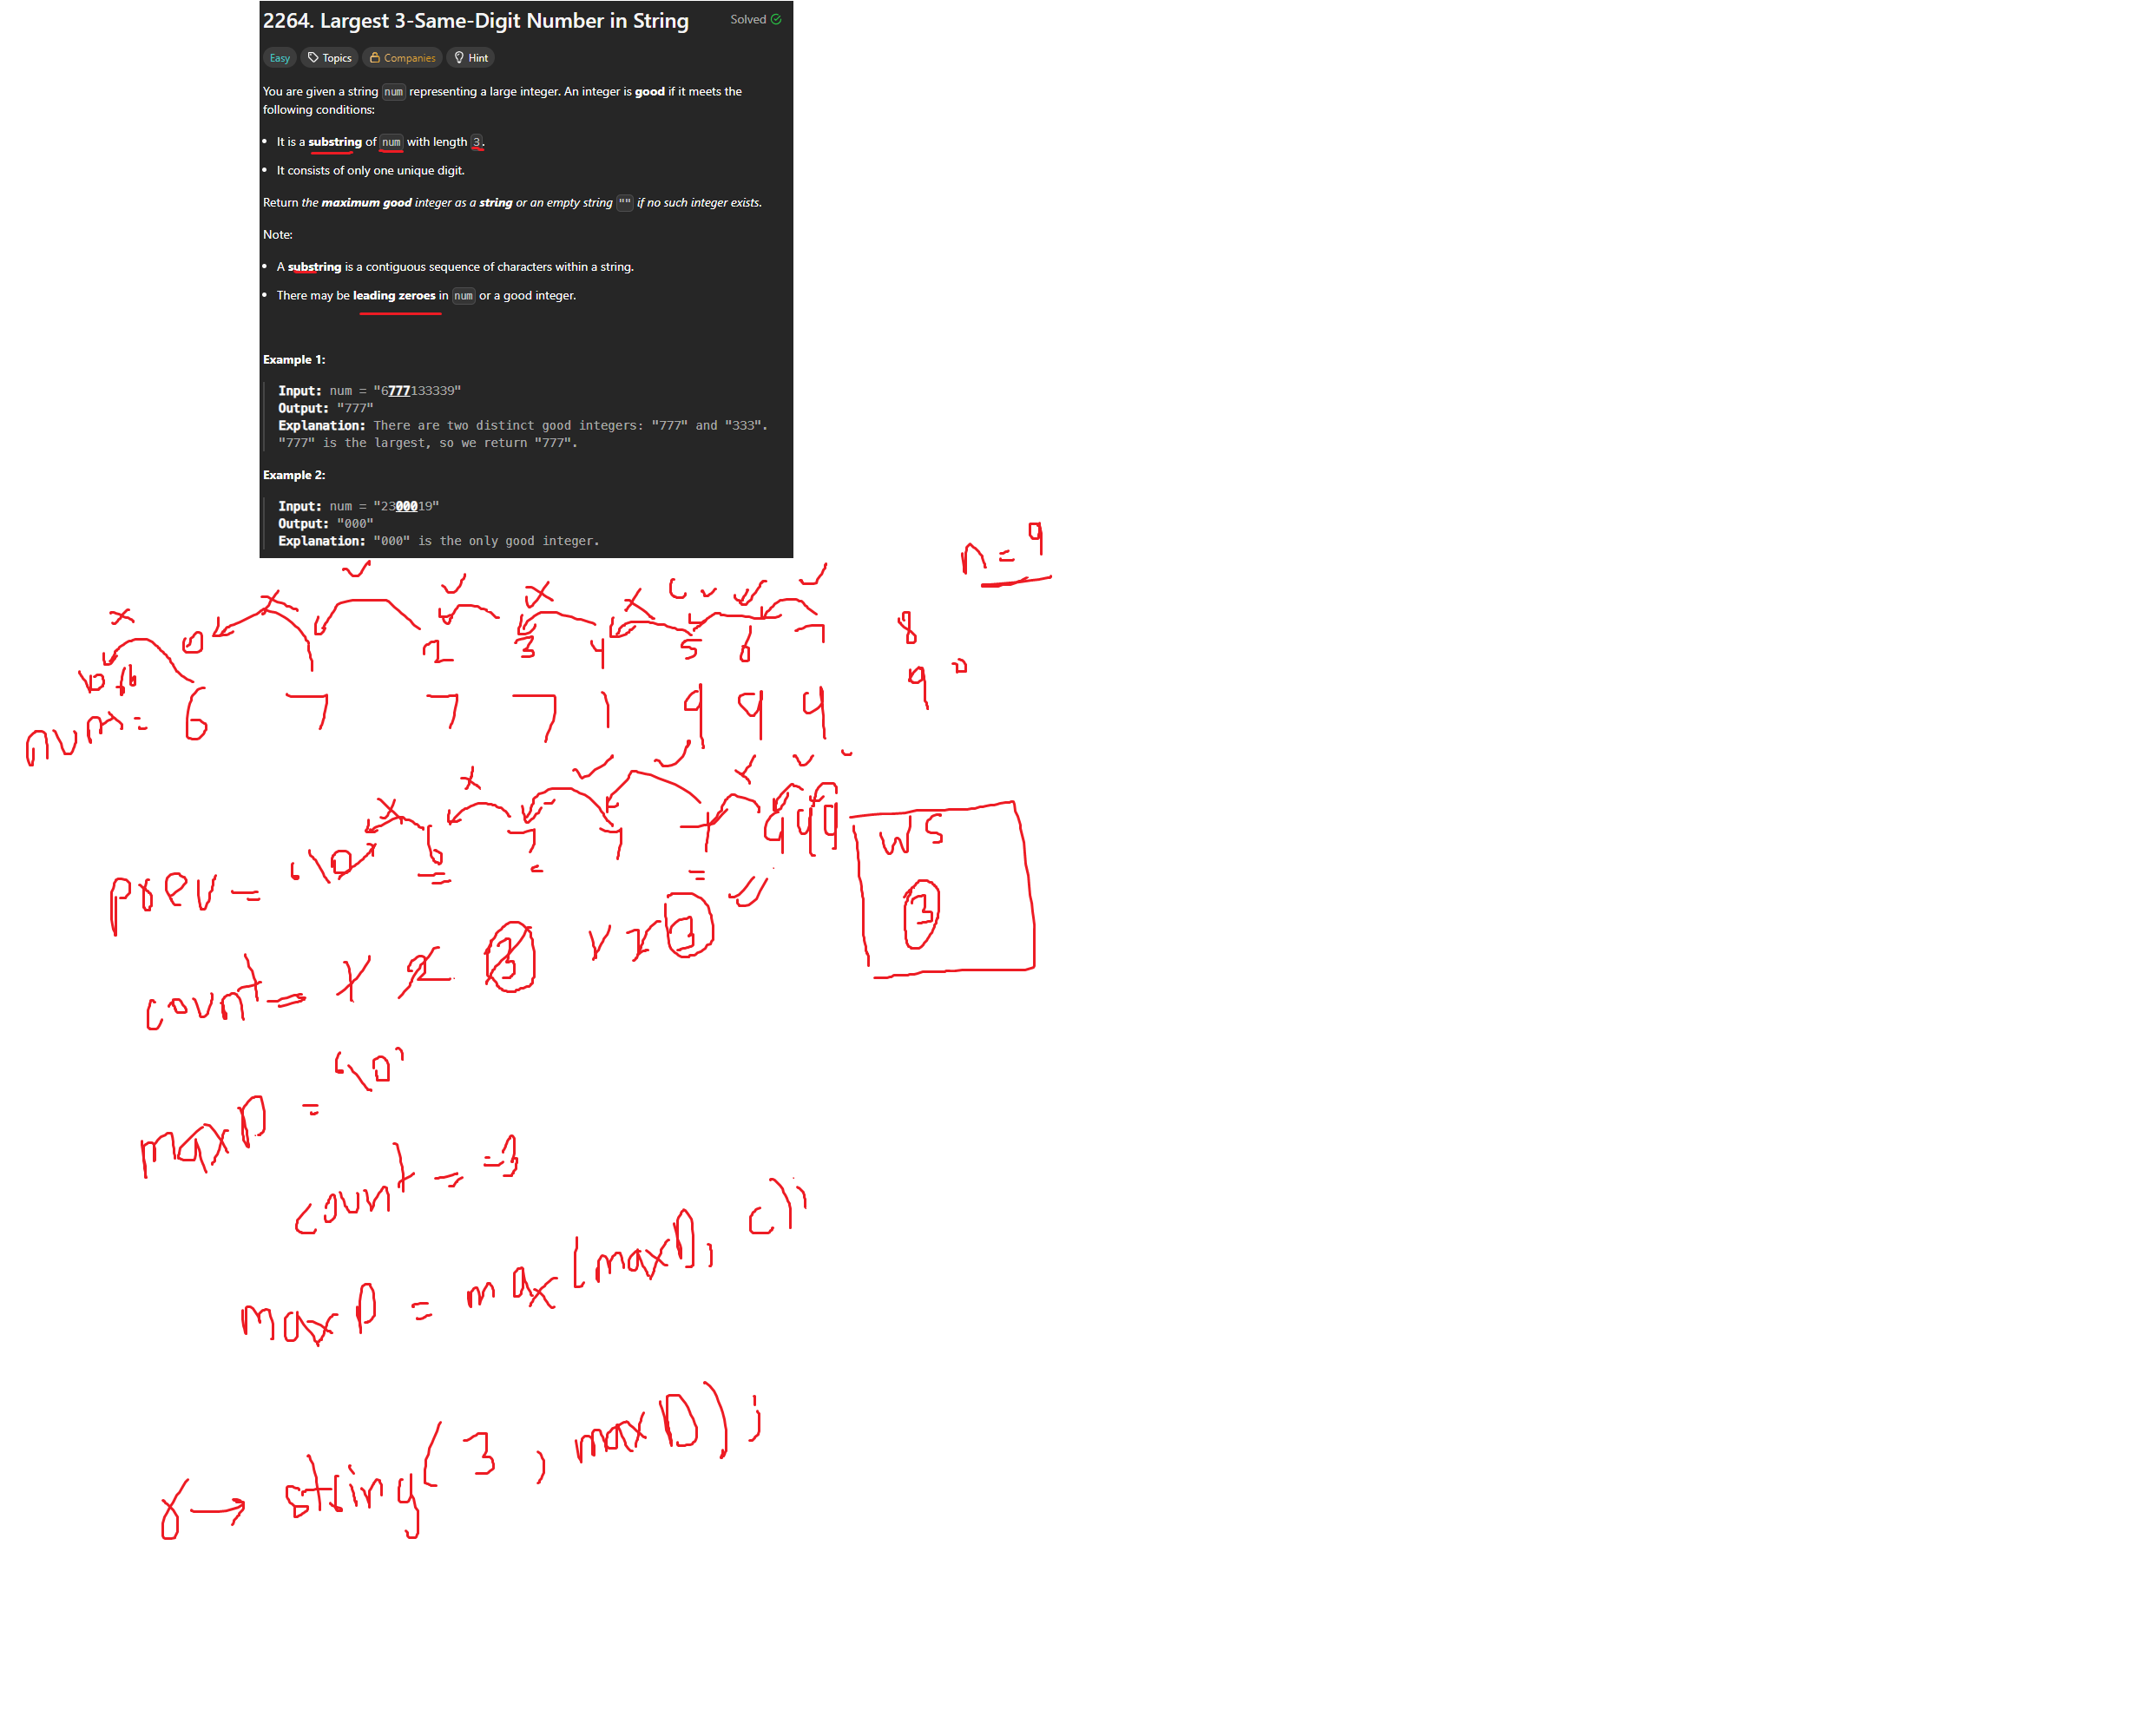 2264. Largest 3-Same-Digit Number in String
Solved
Easy Topics Companies Hint
You are given a string num representing a large integer. An integer is good if it meets the
following conditions:
• It is a substring of num with length 3.
• It consists of only one unique digit.
Return the maximum good integer as a string or an empty string "" if no such integer exists.
Note:
• A substring is a contiguous sequence of characters within a string.
• There may be leading zeroes in num or a good integer.
Example 1:
Input: num = "6777133339"
Output: "777"
Explanation: There are two distinct good integers: "777" and "333".
"777" is the largest, so we return "777".
Example 2:
Input: num = "2300019"
Output: "000"
Explanation: "000" is the only good integer.
n = 9
0 1 2 3 4 5 6 7 8
num = 6 7 7 7 1 9 9 9
prev = '\0' 6 7 7
WS
3
count = 1 2 3 1 2 3
maxD = '\0'
count == 3
maxD = max(maxD, c);
r → string(3, maxD);